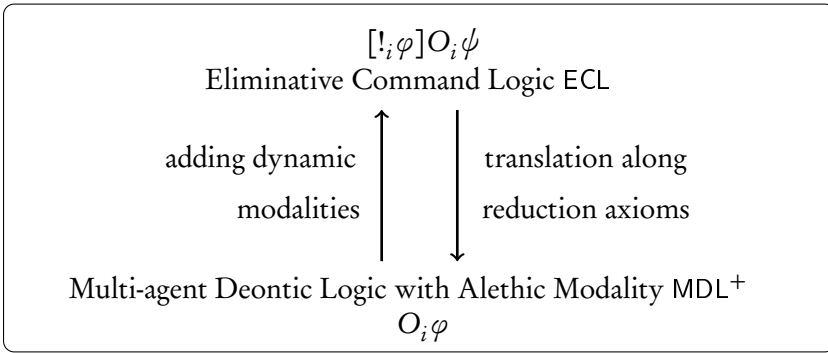 [!ᵢφ]Oᵢψ
Eliminative Command Logic ECL
adding dynamic
modalities
translation along
reduction axioms
Multi-agent Deontic Logic with Alethic Modality MDL⁺
Oᵢφ